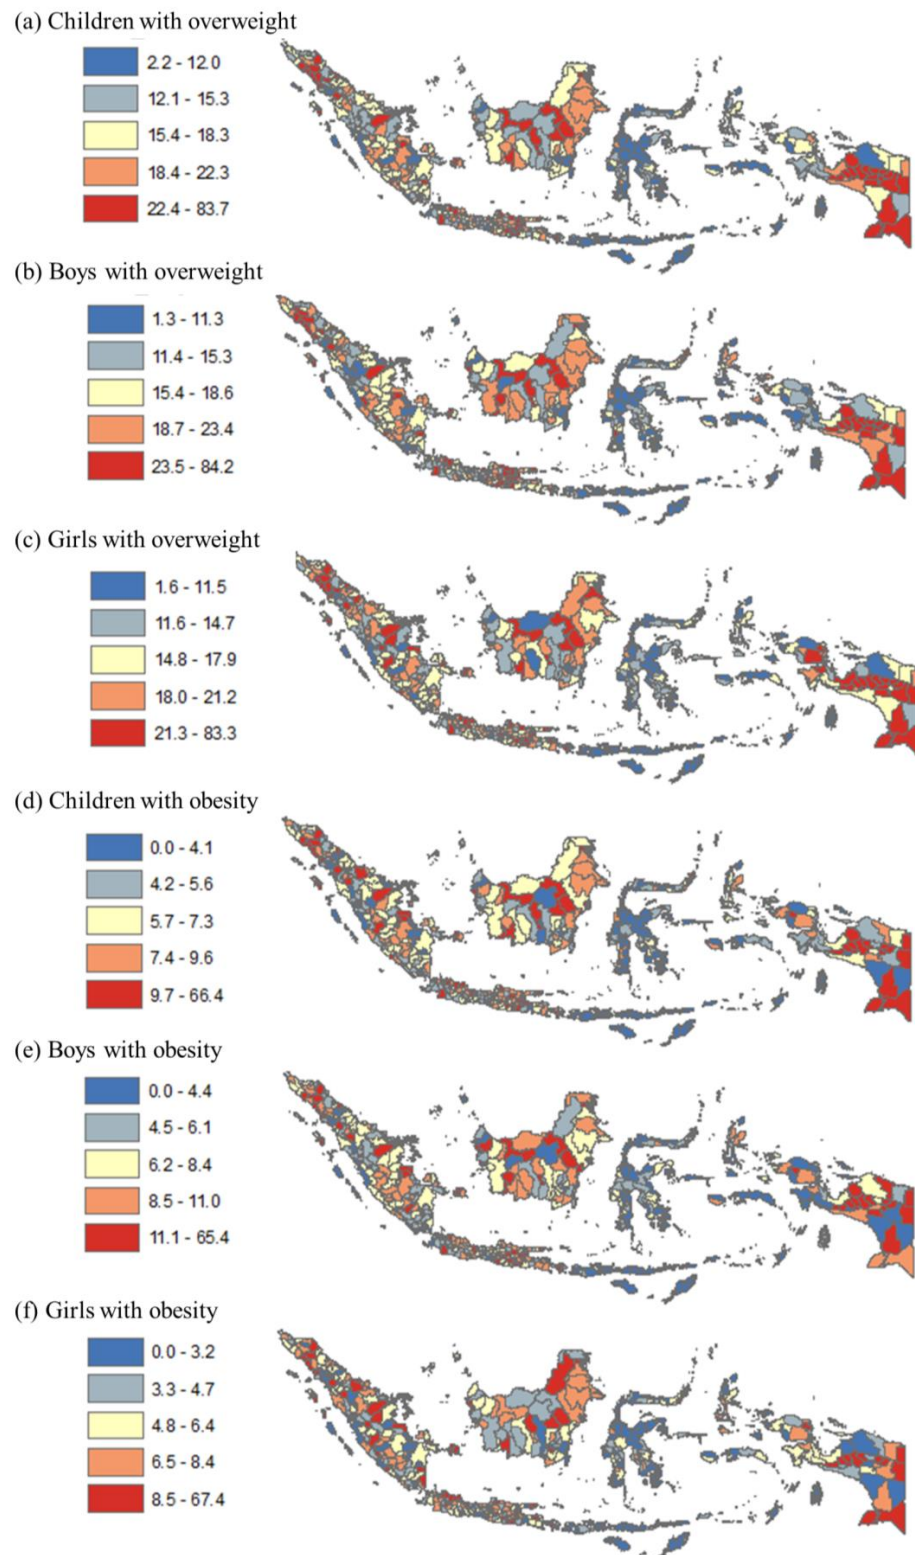 (a) Children with overweight
2.2 - 12.0
12.1 - 15.3
15.4 - 18.3
18.4 - 22.3
22.4 - 83.7
(b) Boys with overweight
1.3 - 11.3
11.4 - 15.3
15.4 - 18.6
18.7 - 23.4
23.5 - 84.2
(c) Girls with overweight
1.6 - 11.5
11.6 - 14.7
14.8 - 17.9
18.0 - 21.2
21.3 - 83.3
(d) Children with obesity
0.0 - 4.1
4.2 - 5.6
5.7 - 7.3
7.4 - 9.6
9.7 - 66.4
(e) Boys with obesity
0.0 - 4.4
4.5 - 6.1
6.2 - 8.4
8.5 - 11.0
11.1 - 65.4
(f) Girls with obesity
0.0 - 3.2
3.3 - 4.7
4.8 - 6.4
6.5 - 8.4
8.5 - 67.4